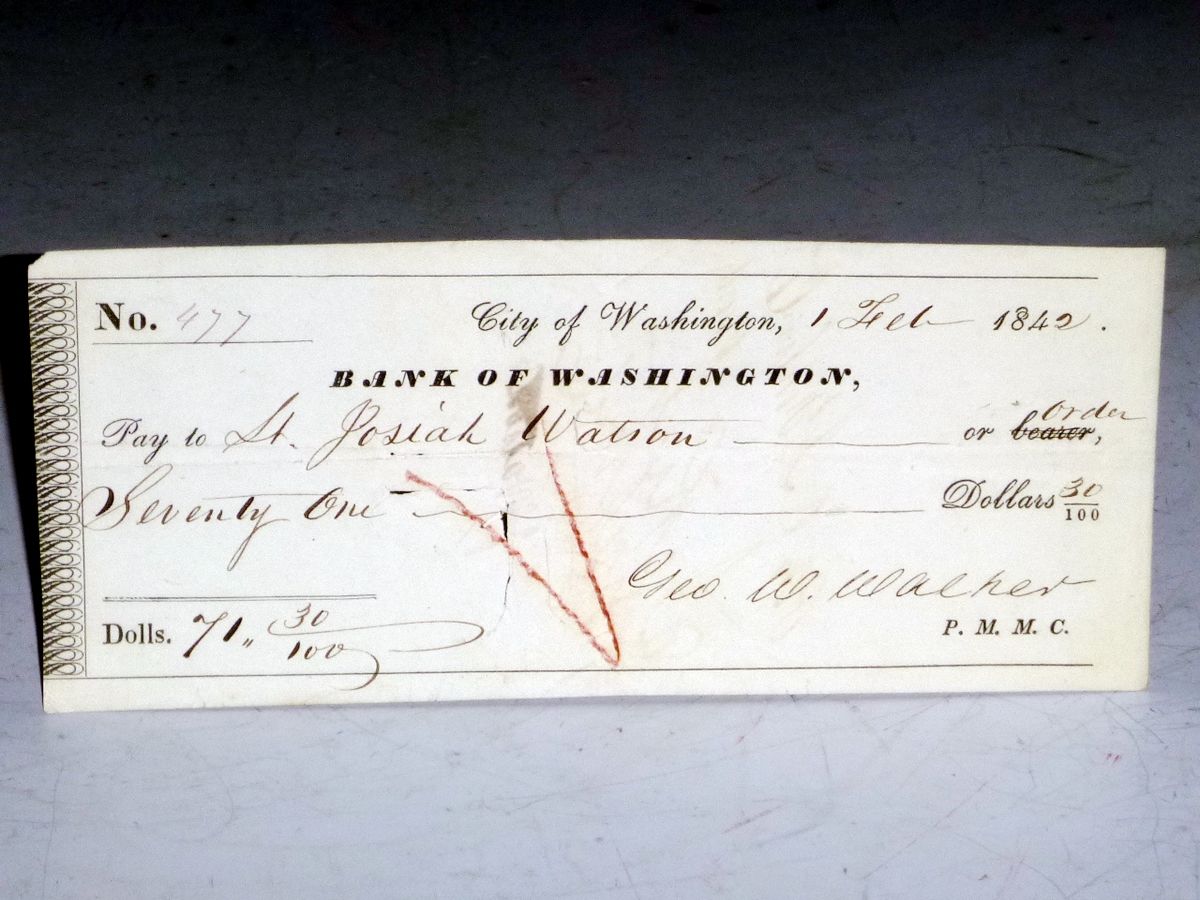 No. 477 City of Washington, 1 Feb 1842.
BANK OF WASHINGTON,
Pay to Lt. Josiah Watson or bearer, order
Seventy One Dollars 30/100
Geo. W. Walker
Dolls. 71 " 30/100 P. M. M. C.